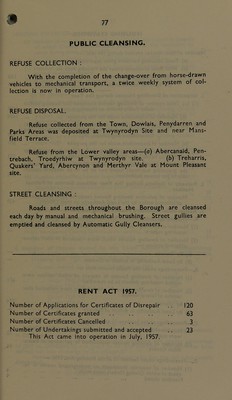 77
PUBLIC CLEANSING.
REFUSE COLLECTION :
With the completion of the change-over from horse-drawn
vehicles to mechanical transport, a twice weekly system of col-
lection is now in operation.
REFUSE DISPOSAL.
Refuse collected from the Town, Dowlais, Penydarren and
Parks Areas was deposited at Twynyrodyn Site and near Mans-
field Terrace.
Refuse from the Lower valley areas—(a) Abercanaid, Pen-
trebach, Troedyrhiw at Twynyrodyn site. (b) Treharris,
Quakers' Yard, Abercynon and Merthyr Vale at Mount Pleasant
site.
STREET CLEANSING :
Roads and streets throughout the Borough are cleansed
each day by manual and mechanical brushing. Street gullies are
emptied and cleansed by Automatic Gully Cleansers.
RENT ACT 1957.
Number of Applications for Certificates of Disrepair .. 120
Number of Certificates granted .. .. .. .. 63
Number of Certificates Cancelled .. .. .. 3
Number of Undertakings submitted and accepted .. 23
This Act came into operation in July, 1957.